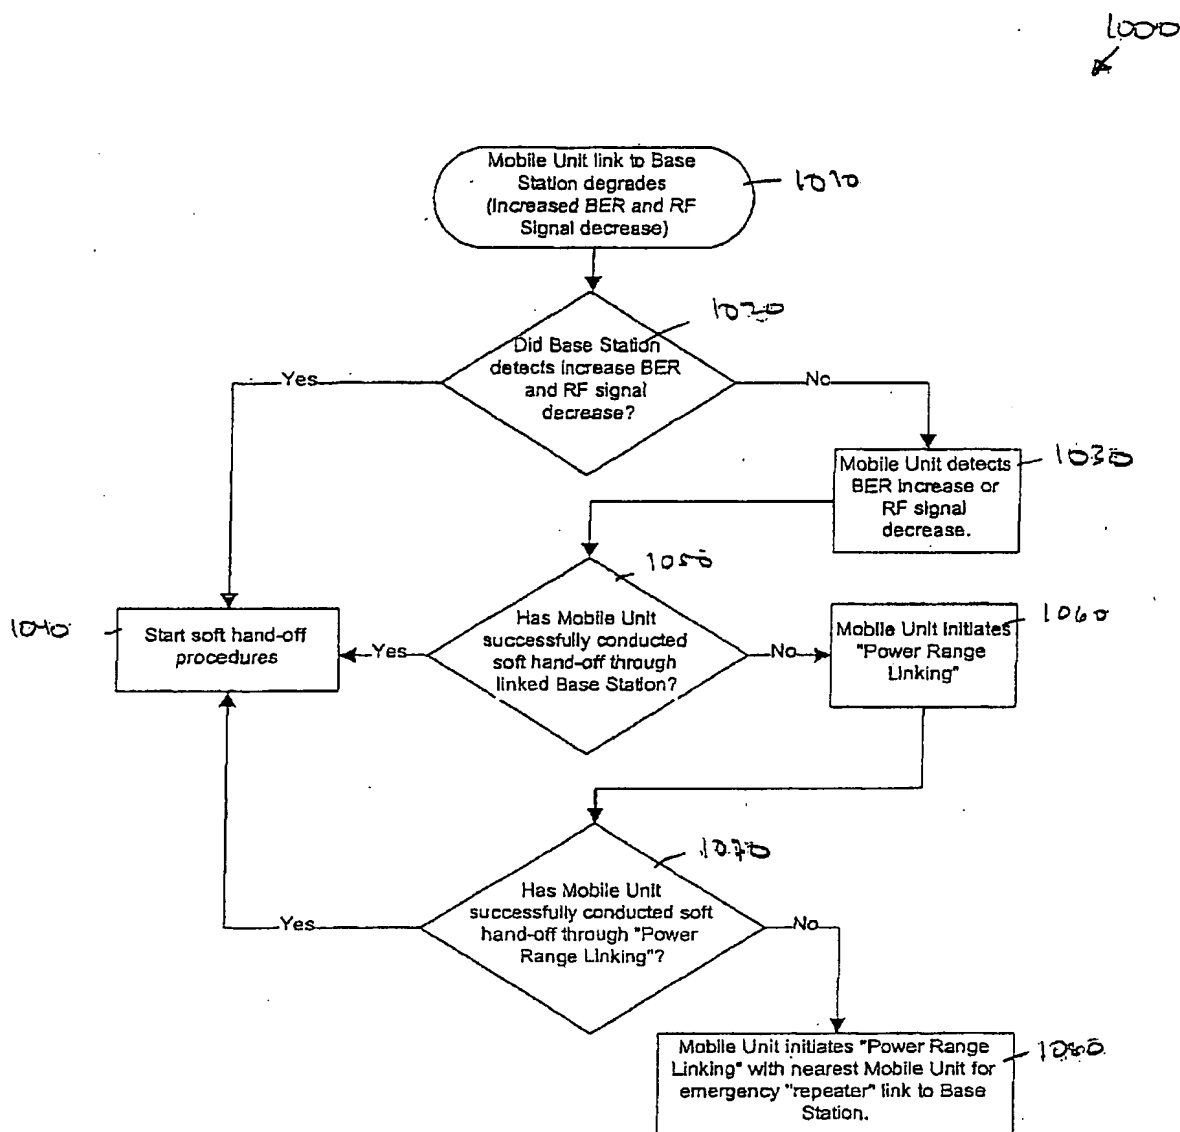 1000
Mobile Unit link to Base
Station degrades
(Increased BER and RF
Signal decrease)
1010
1020
Did Base Station
detects Increase BER
and RF signal
decrease?
Yes
No
Mobile Unit detects
BER increase or
RF signal
decrease.
1030
1050
Has Mobile Unit
successfully conducted
soft hand-off through
linked Base Station?
Yes
No
1040
Start soft hand-off
procedures
Mobile Unit initiates
"Power Range
Linking"
1060
1070
Has Mobile Unit
successfully conducted soft
hand-off through "Power
Range Linking"?
Yes
No
Mobile Unit initiates "Power Range
Linking" with nearest Mobile Unit for
emergency "repeater" link to Base
Station.
1080